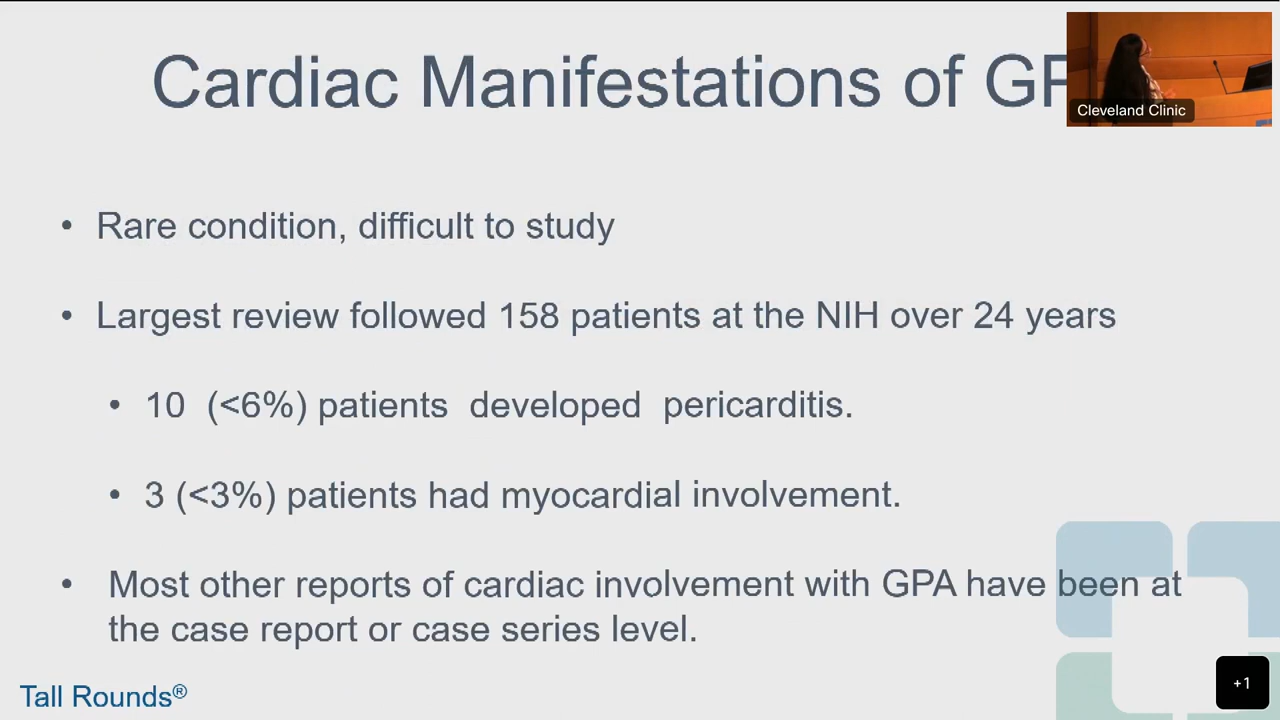 Cardiac Manifestations of GP
Cleveland Clinic
• Rare condition, difficult to study
• Largest review followed 158 patients at the NIH over 24 years
• 10 (<6%) patients developed pericarditis.
• 3 (<3%) patients had myocardial involvement.
• Most other reports of cardiac involvement with GPA have been at
the case report or case series level.
Tall Rounds®
+1